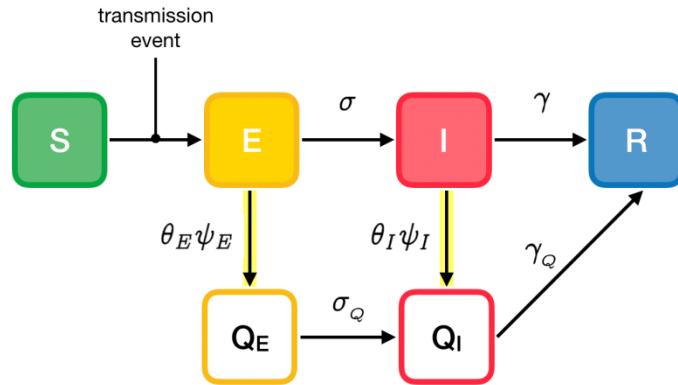 transmission
event
σ
γ
S
E
I
R
θ_E ψ_E
θ_I ψ_I
γ_Q
σ_Q
Q_E
Q_I